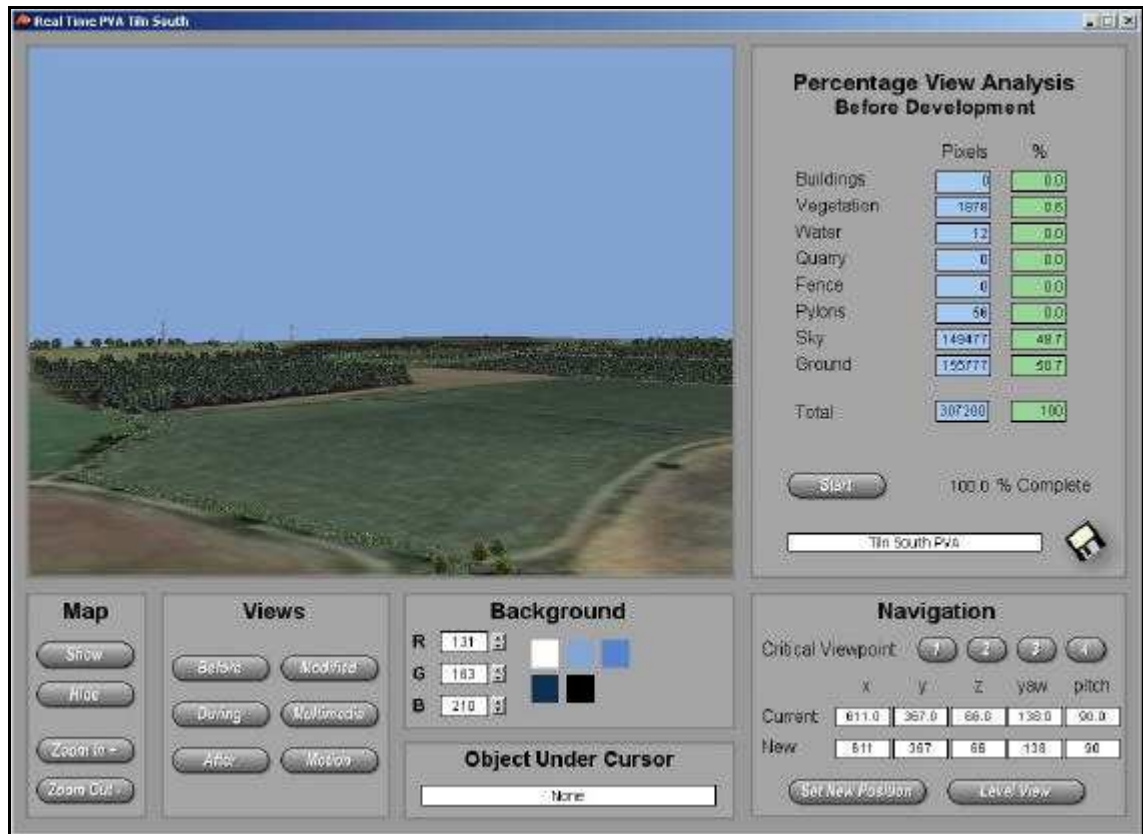 Real Time PVA Tiln South
Percentage View Analysis
Before Development
Pixels %
Buildings 0 0.0
Vegetation 1878 0.6
Water 12 0.0
Quarry 0 0.0
Fence 0 0.0
Pylons 56 0.0
Sky 149477 48.7
Ground 155777 50.7
Total 307200 100
Start 100.0 % Complete
Tiln South PVA
Map
Show
Hide
Zoom In +
Zoom Out -
Views
Before Modified
During Multimedia
After Motion
Background
R 131
G 163
B 210
Object Under Cursor
None
Navigation
Critical Viewpoint 1 2 3 4
x y z yaw pitch
Current 611.0 367.0 66.0 138.0 90.0
New 611 367 66 138 90
Set New Position Level View